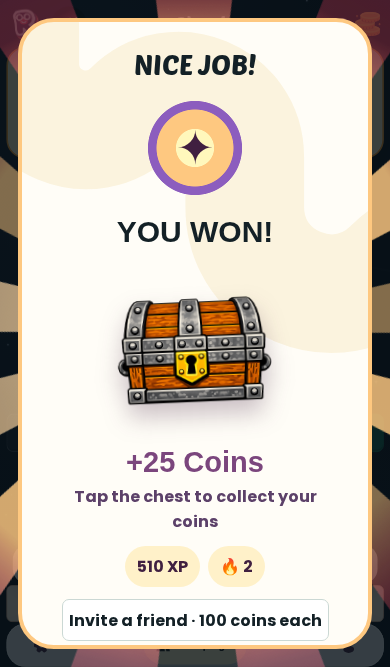 NICE JOB!
YOU WON!
+25 Coins
Tap the chest to collect your
coins
510 XP
🔥 2
Invite a friend · 100 coins each